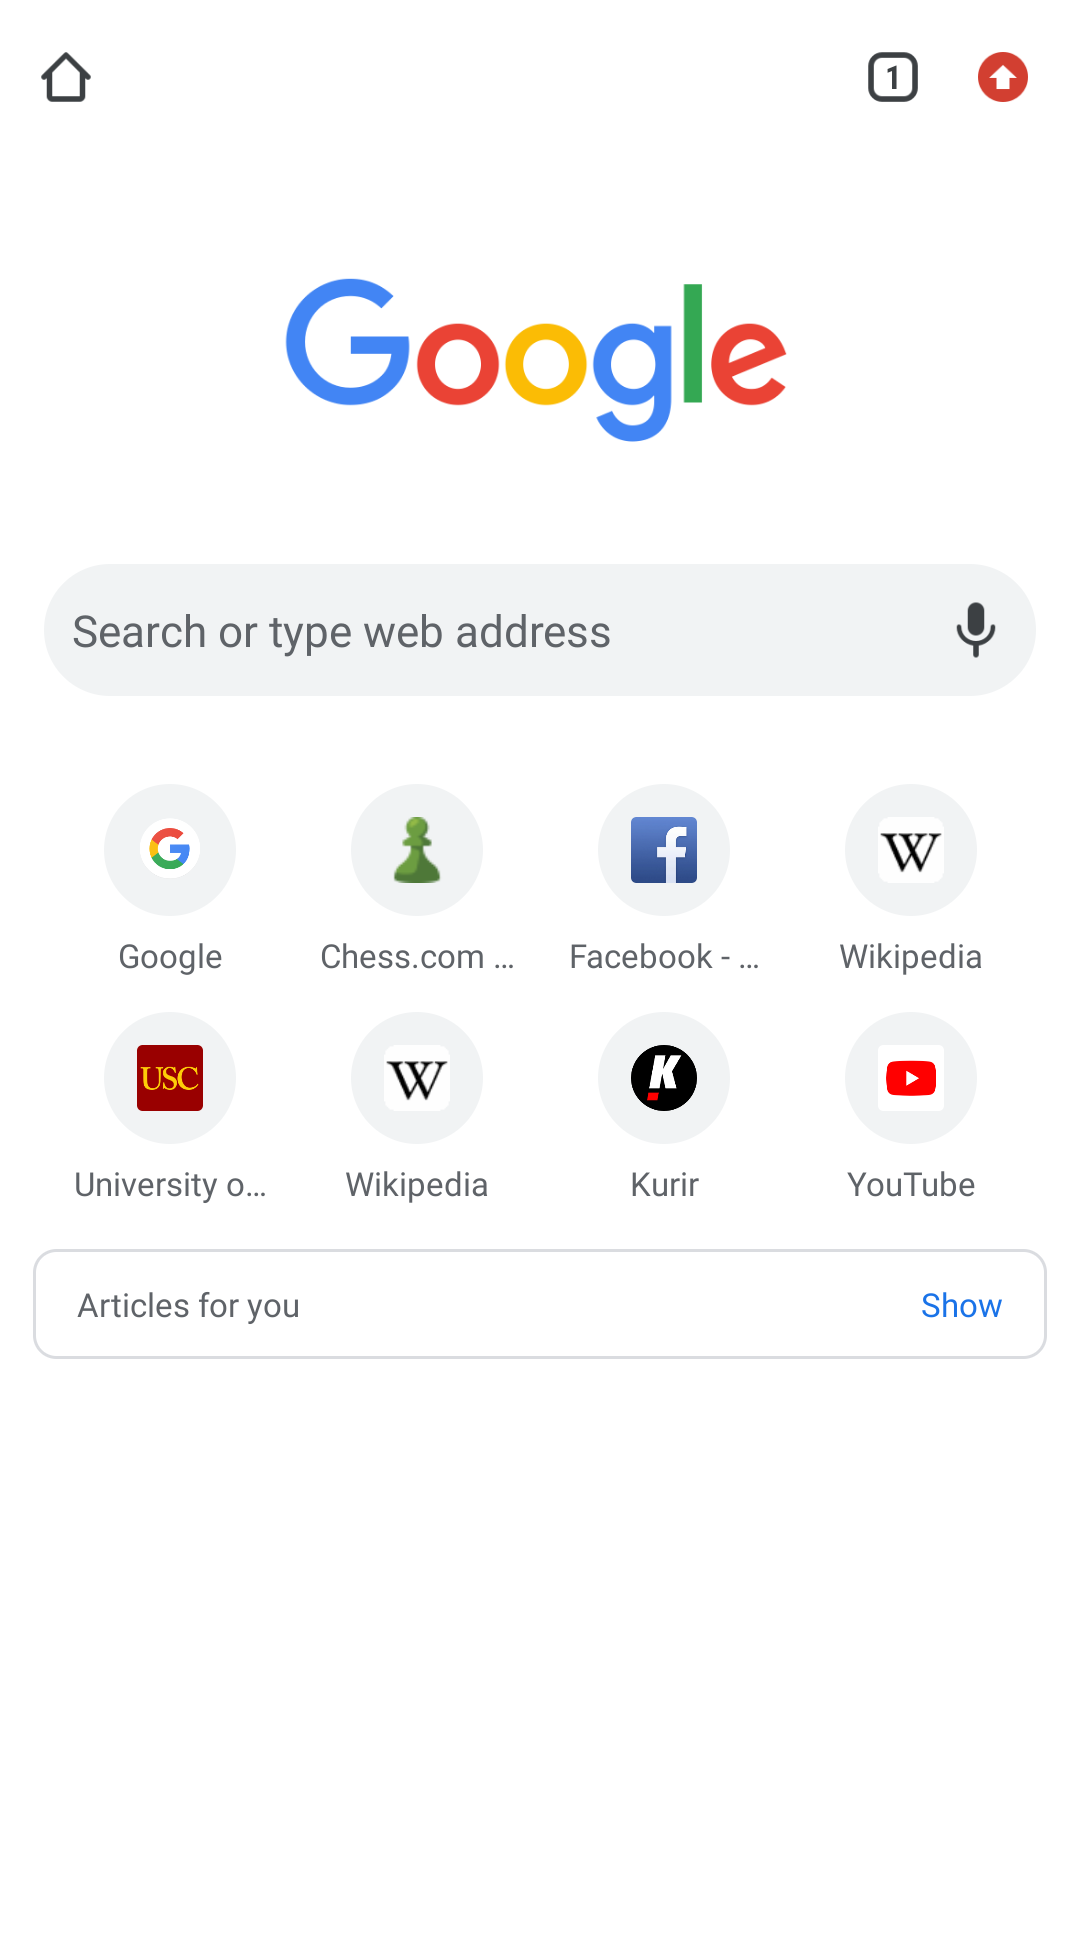 1
Google
Search or type web address
W
Google Chess.com ... Facebook - ... Wikipedia
USC W K
University o... Wikipedia Kurir YouTube
Articles for you Show